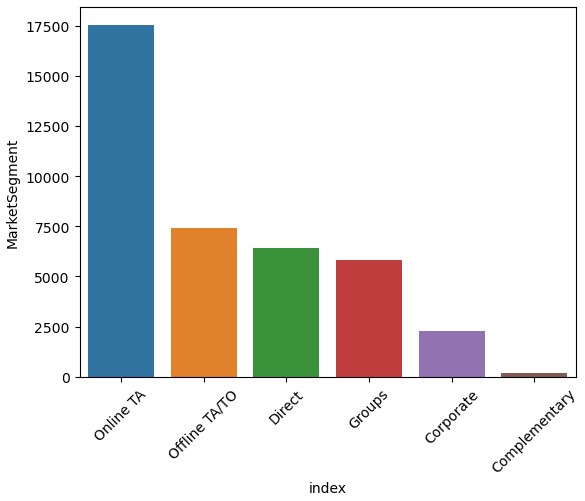 17500
15000
12500
10000
7500
5000
2500
0
MarketSegment
Online TA
Offline TA/TO
Direct
Groups
Corporate
Complementary
index